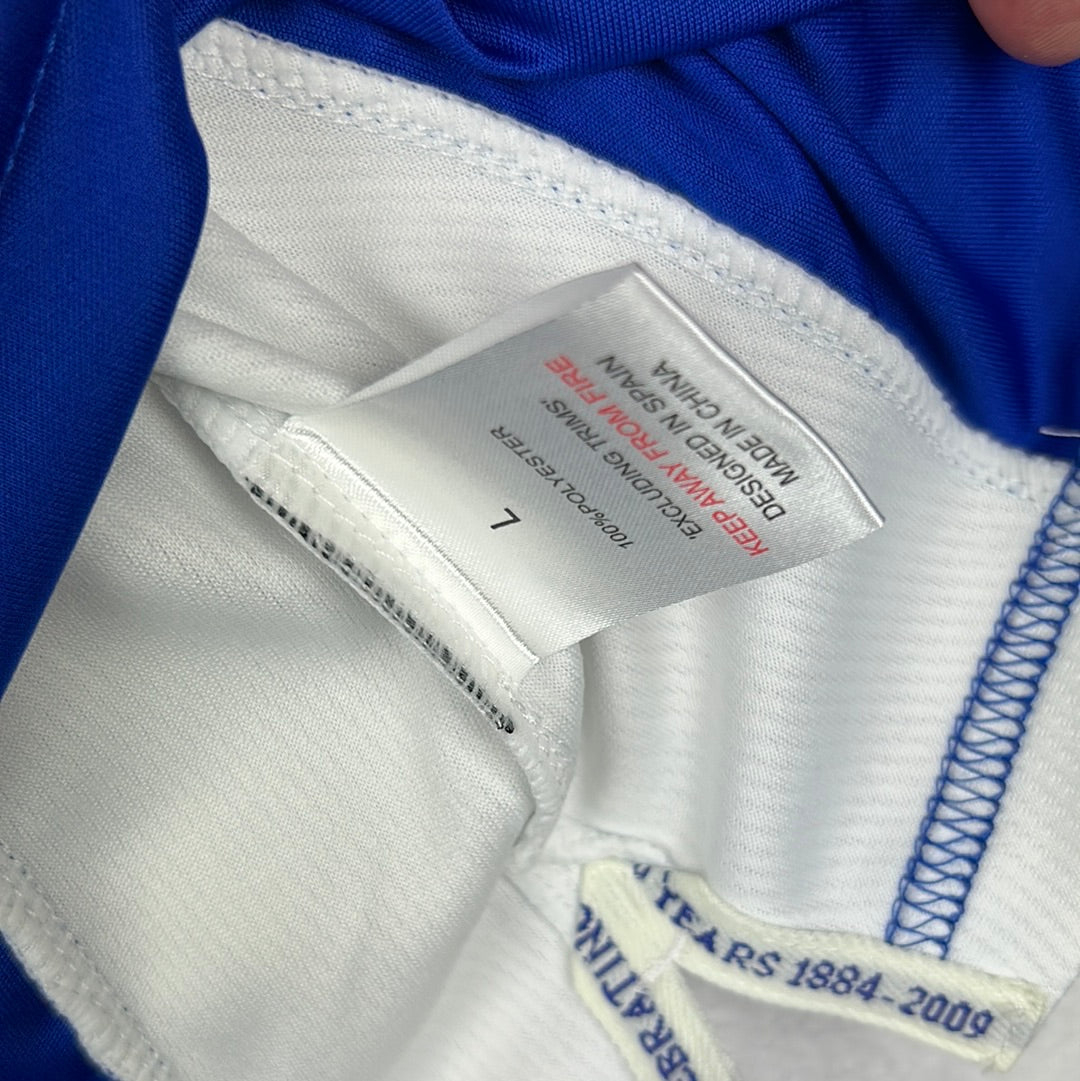 L
100%POLYESTER
'EXCLUDING TRIMS'
KEEP AWAY FROM FIRE
DESIGNED IN SPAIN
MADE IN CHINA
YEARS 1884-2009